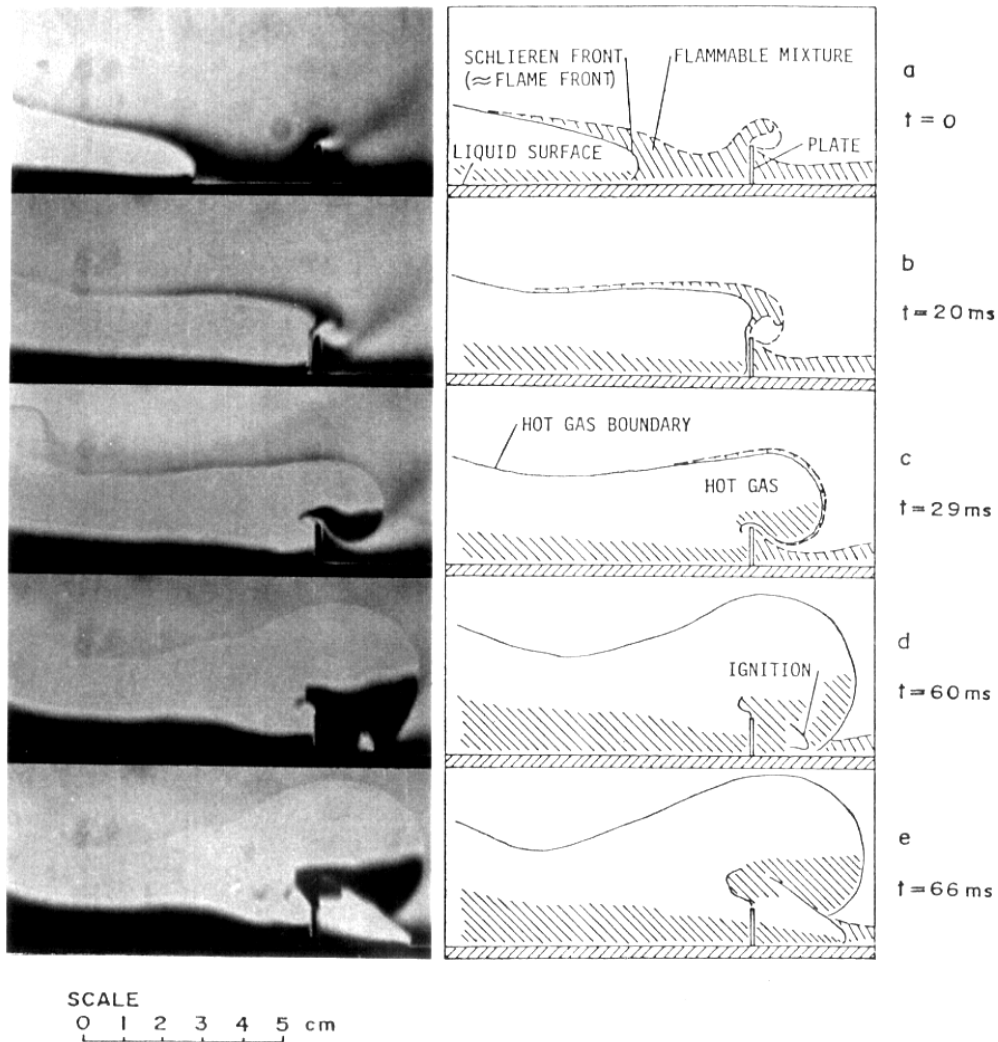 SCHLIEREN FRONT
(≈FLAME FRONT)
FLAMMABLE MIXTURE
PLATE
LIQUID SURFACE
a
t = 0
b
t = 20 ms
HOT GAS BOUNDARY
HOT GAS
c
t = 29 ms
IGNITION
d
t = 60 ms
e
t = 66 ms
SCALE
0 1 2 3 4 5 cm